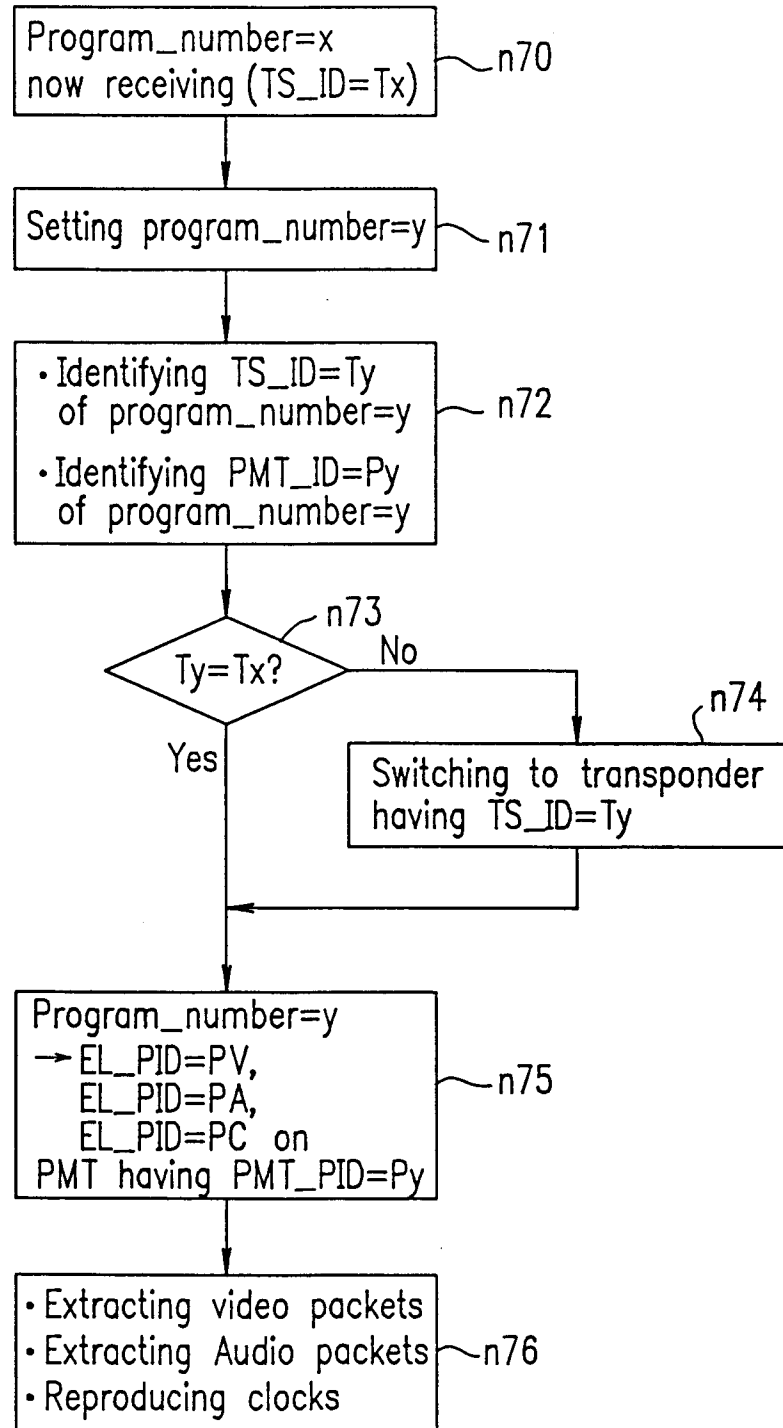 Program_number=x
now receiving (TS_ID=Tx)
n70
Setting program_number=y
n71
• Identifying TS_ID=Ty
of program_number=y
• Identifying PMT_ID=Py
of program_number=y
n72
n73
Ty=Tx?
No
Yes
n74
Switching to transponder
having TS_ID=Ty
Program_number=y
→ EL_PID=PV,
EL_PID=PA,
EL_PID=PC on
PMT having PMT_PID=Py
n75
• Extracting video packets
• Extracting Audio packets
• Reproducing clocks
n76